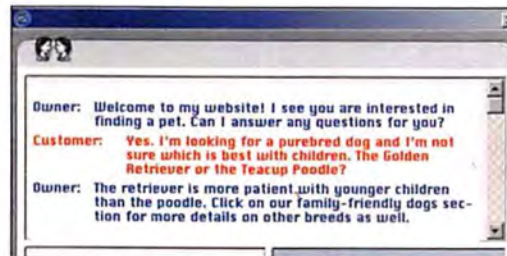 Owner: Welcome to my website! I see you are interested in
finding a pet. Can I answer any questions for you?
Customer: Yes. I'm looking for a purebred dog and I'm not
sure which is best with children. The Golden
Retriever or the Teacup Poodle?
Owner: The retriever is more patient with younger children
than the poodle. Click on our family-friendly dogs sec-
tion for more details on other breeds as well.